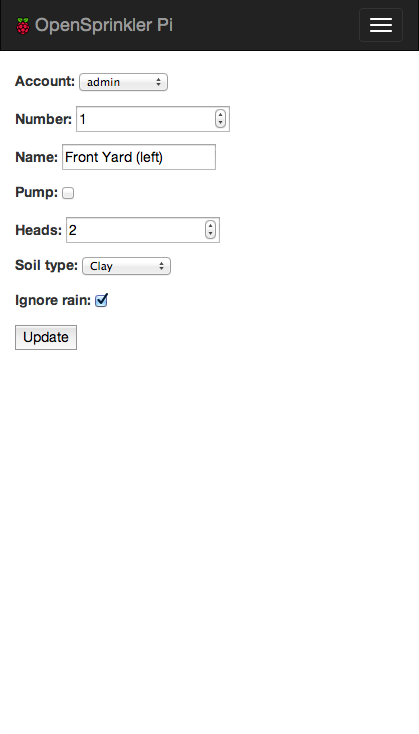 OpenSprinkler Pi
Account: admin
Number: 1
Name: Front Yard (left)
Pump:
Heads: 2
Soil type: Clay
Ignore rain:
Update